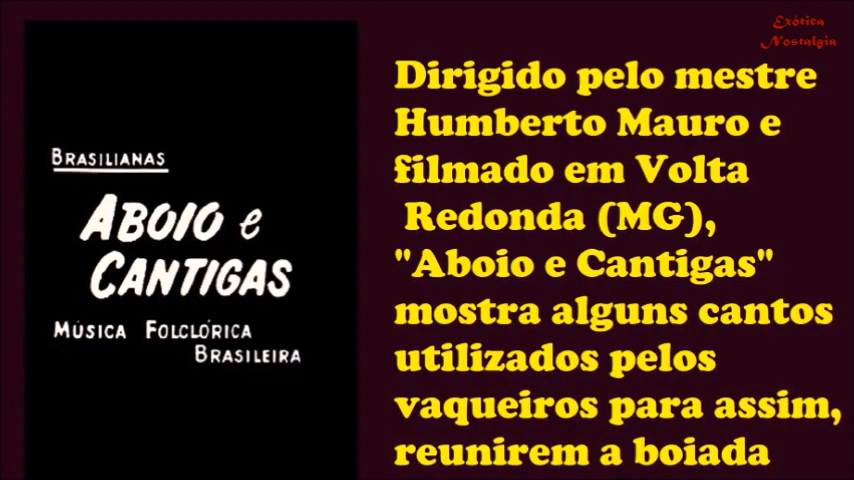 Exótica
Nostalgia
BRASILIANAS
ABOIO e
CANTIGAS
MÚSICA FOLCLÓRICA
BRASILEIRA
Dirigido pelo mestre
Humberto Mauro e
filmado em Volta
Redonda (MG),
"Aboio e Cantigas"
mostra alguns cantos
utilizados pelos
vaqueiros para assim,
reunirem a boiada